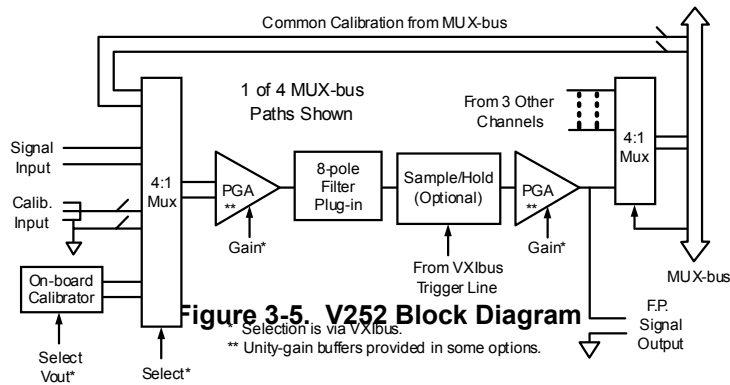 Common Calibration from MUX-bus
1 of 4 MUX-bus
Paths Shown
From 3 Other
Channels
4:1
Mux
Signal
Input
4:1
Mux
PGA
**
8-pole
Filter
Plug-in
Sample/Hold
(Optional)
PGA
**
Calib.
Input
Gain*
Gain*
From VXIbus
Trigger Line
MUX-bus
On-board
Calibrator
Figure 3-5. V252 Block Diagram
* Selection is via VXIbus.
** Unity-gain buffers provided in some options.
F.P.
Signal
Output
Select
Vout*
Select*